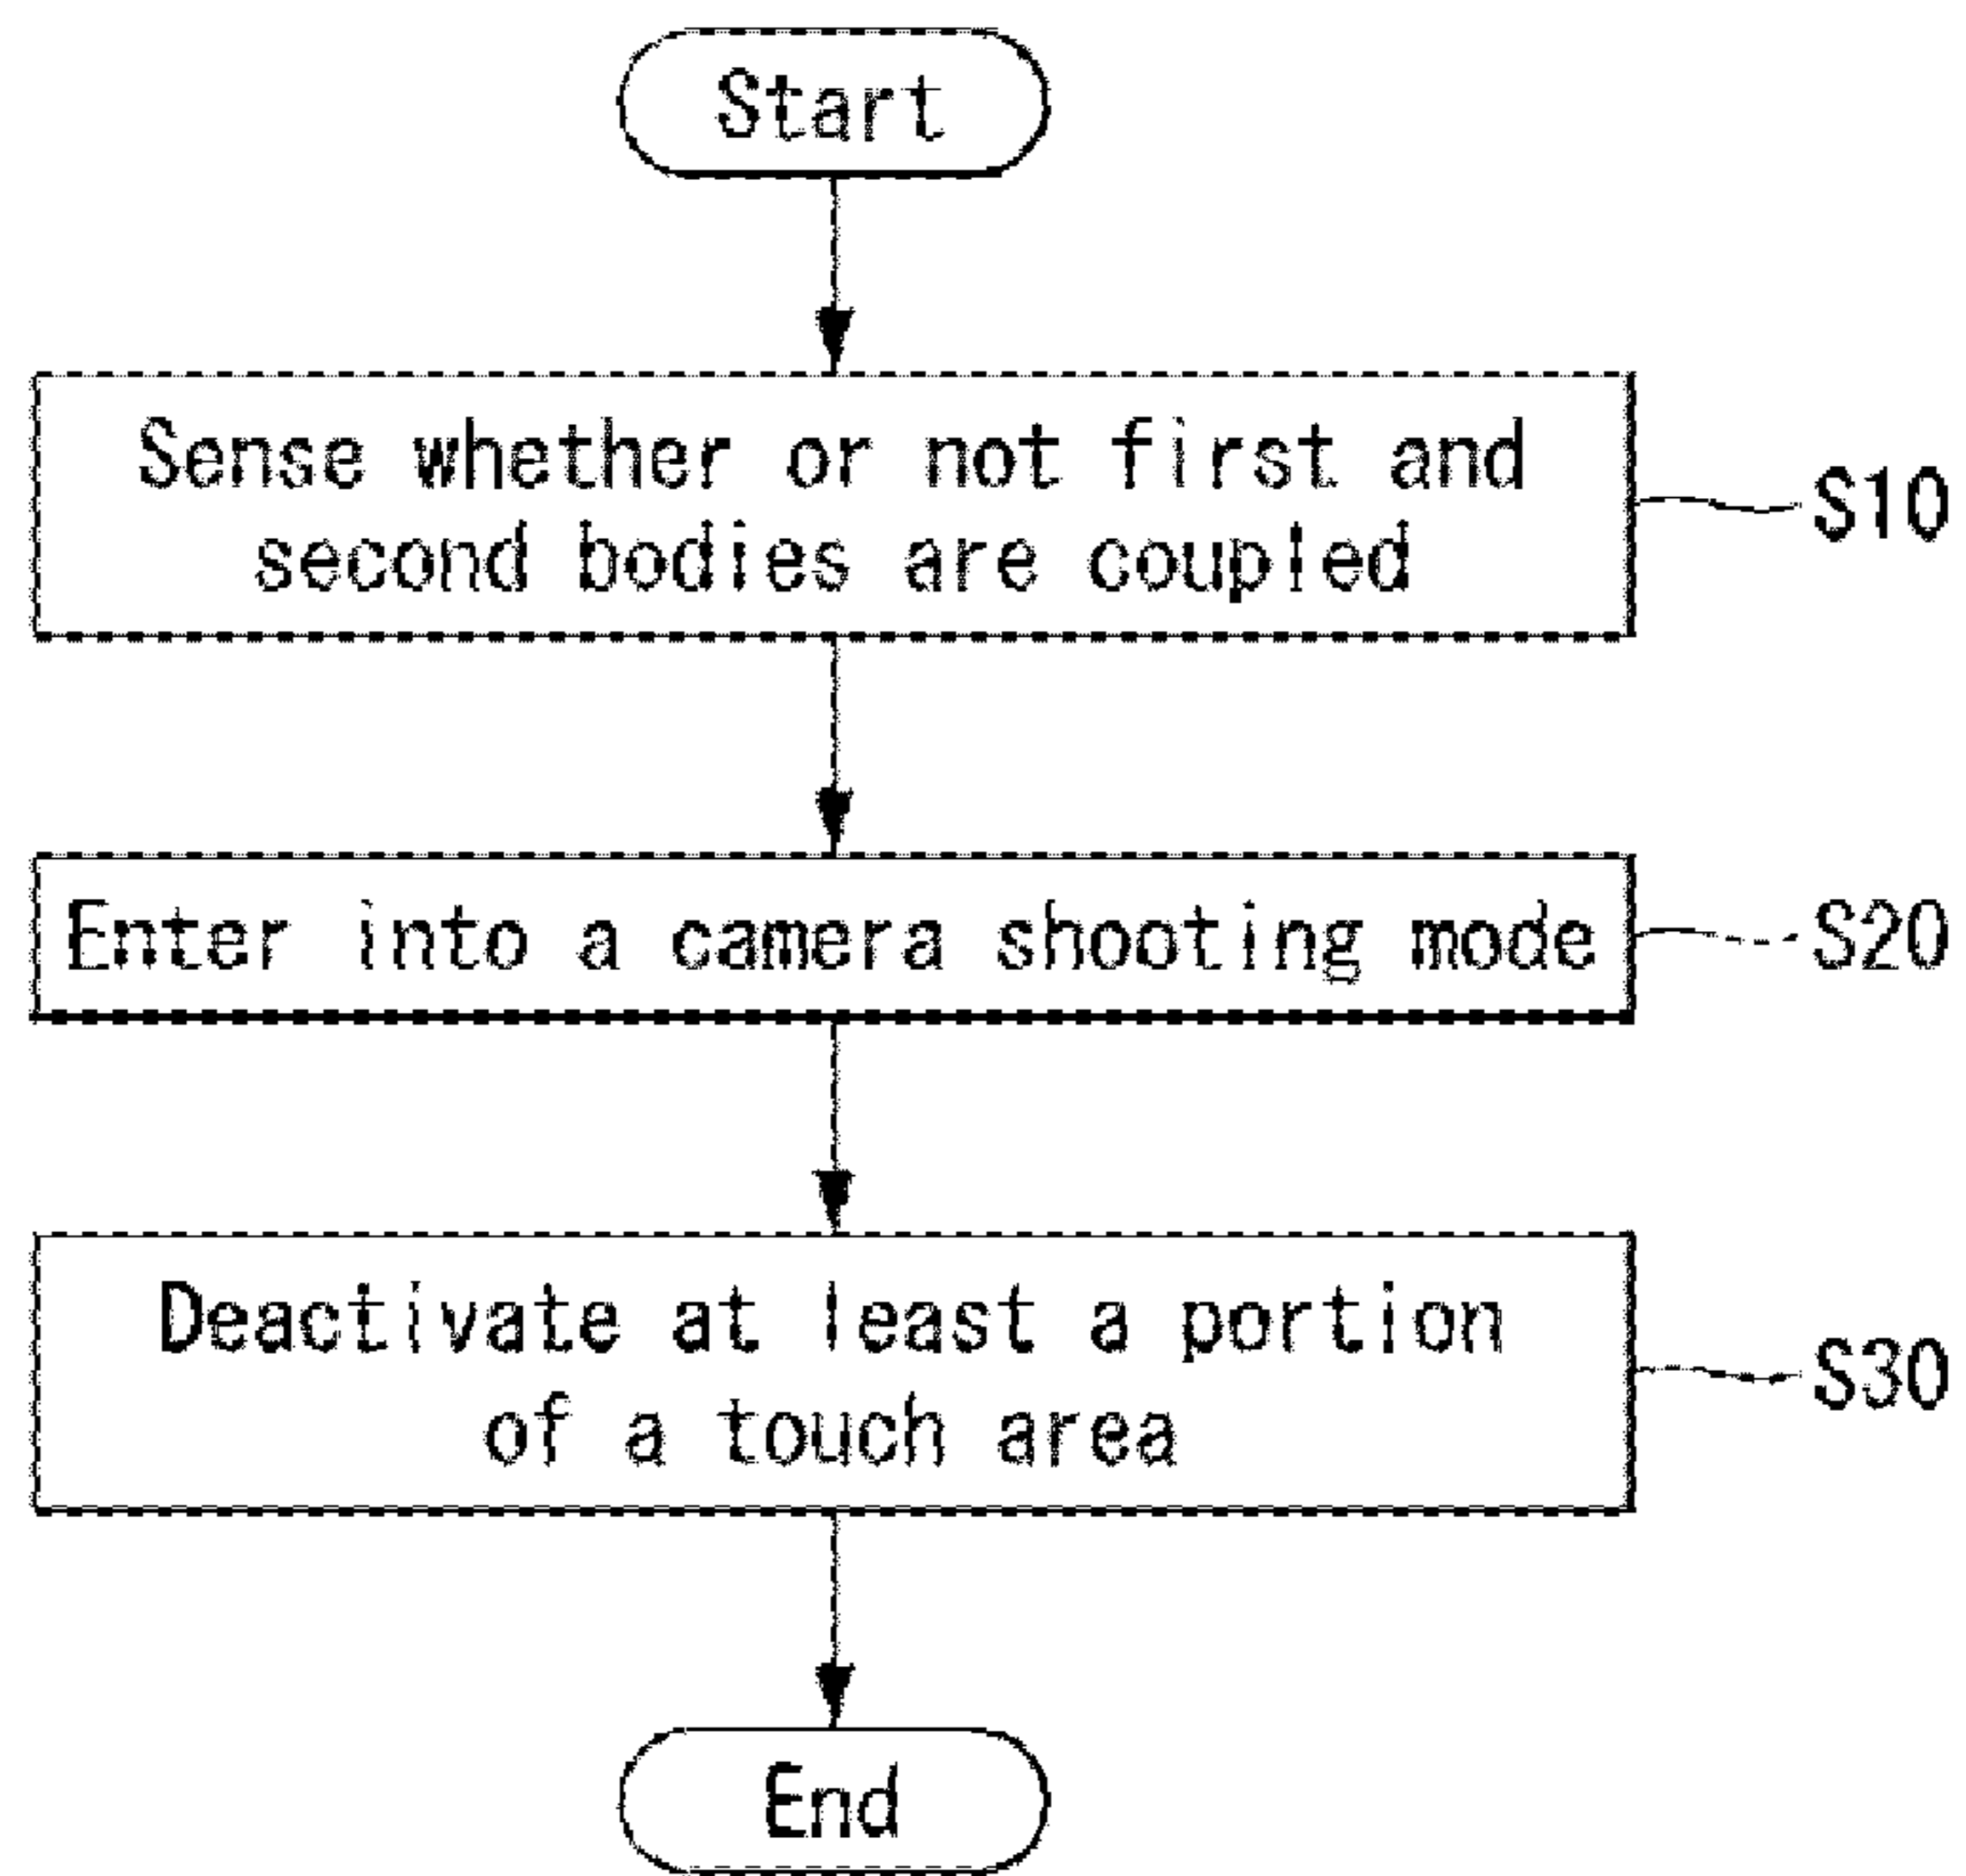 Start
Sense whether or not first and
second bodies are coupled
S10
Enter into a camera shooting mode
S20
Deactivate at least a portion
of a touch area
S30
End